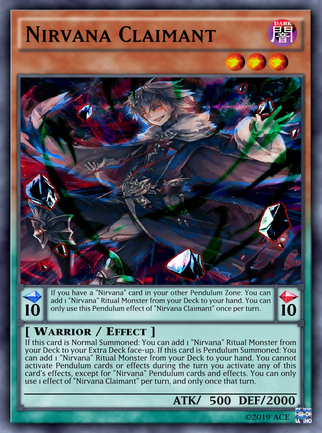 Nirvana Claimant
DARK
闇
If you have a "Nirvana" card in your other Pendulum Zone: You can
add 1 "Nirvana" Ritual Monster from your Deck to your hand. You can
only use this Pendulum effect of "Nirvana Claimant" once per turn.
10
10
[ Warrior / Effect ]
If this card is Normal Summoned: You can add 1 "Nirvana" Ritual Monster from
your Deck to your Extra Deck face-up. If this card is Pendulum Summoned: You
can add 1 "Nirvana" Ritual Monster from your Deck to your hand. You cannot
activate Pendulum cards or effects during the turn you activate any of this
card's effects, except for "Nirvana" Pendulum cards and effects. You can only
use 1 effect of "Nirvana Claimant" per turn, and only once that turn.
ATK/ 500 DEF/2000
©2019 ACE